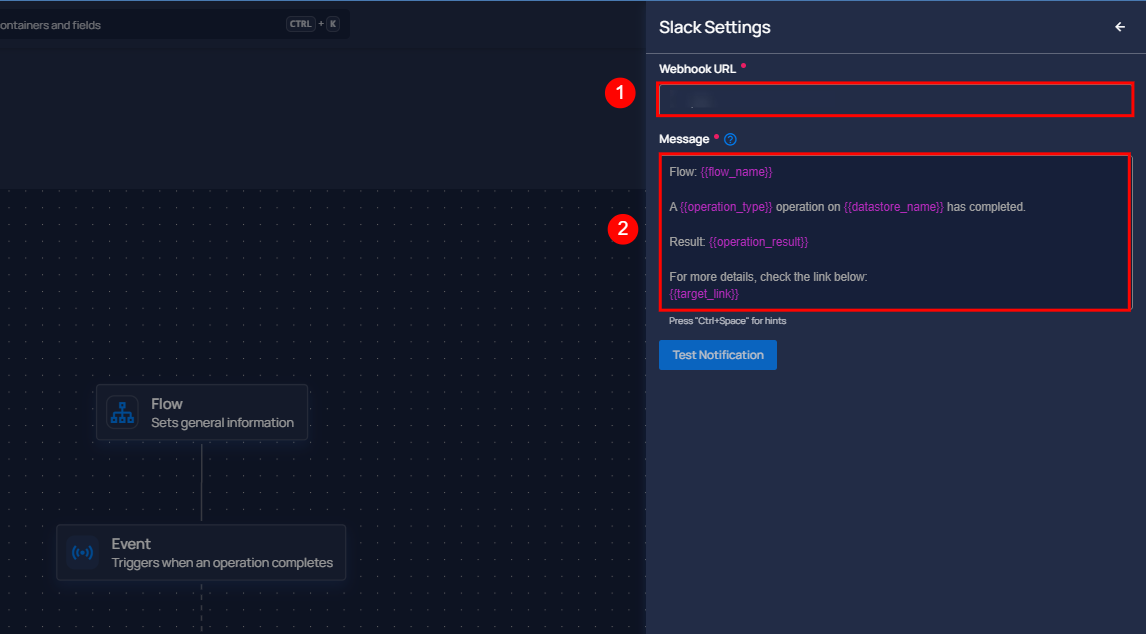 ontainers and fields
CTRL + K
Slack Settings
Webhook URL *
1
Message *
Flow: {{flow_name}}
A {{operation_type}} operation on {{datastore_name}} has completed.
2
Result: {{operation_result}}
For more details, check the link below:
{{target_link}}
Press "Ctrl+Space" for hints
Test Notification
Flow
Sets general information
Event
Triggers when an operation completes